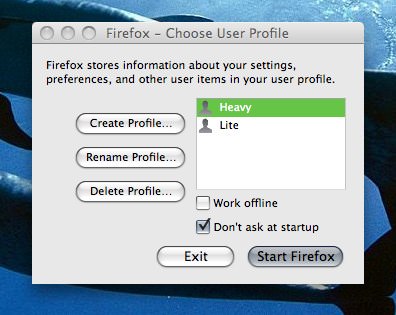 Firefox – Choose User Profile
Firefox stores information about your settings,
preferences, and other user items in your user profile.
Create Profile...
Rename Profile...
Delete Profile...
Heavy
Lite
Work offline
Don't ask at startup
Exit
Start Firefox